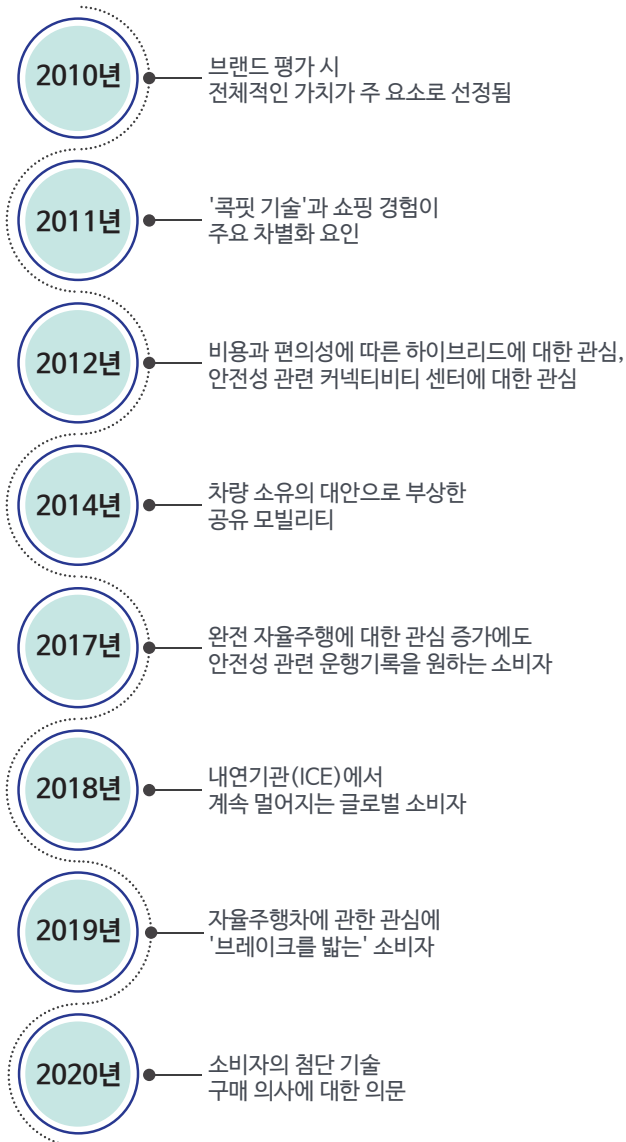 2010년
브랜드 평가 시
전체적인 가치가 주 요소로 선정됨
2011년
'콕핏 기술'과 쇼핑 경험이
주요 차별화 요인
2012년
비용과 편의성에 따른 하이브리드에 대한 관심,
안전성 관련 커넥티비티 센터에 대한 관심
2014년
차량 소유의 대안으로 부상한
공유 모빌리티
2017년
완전 자율주행에 대한 관심 증가에도
안전성 관련 운행기록을 원하는 소비자
2018년
내연기관(ICE)에서
계속 멀어지는 글로벌 소비자
2019년
자율주행차에 관한 관심에
'브레이크를 밟는' 소비자
2020년
소비자의 첨단 기술
구매 의사에 대한 의문